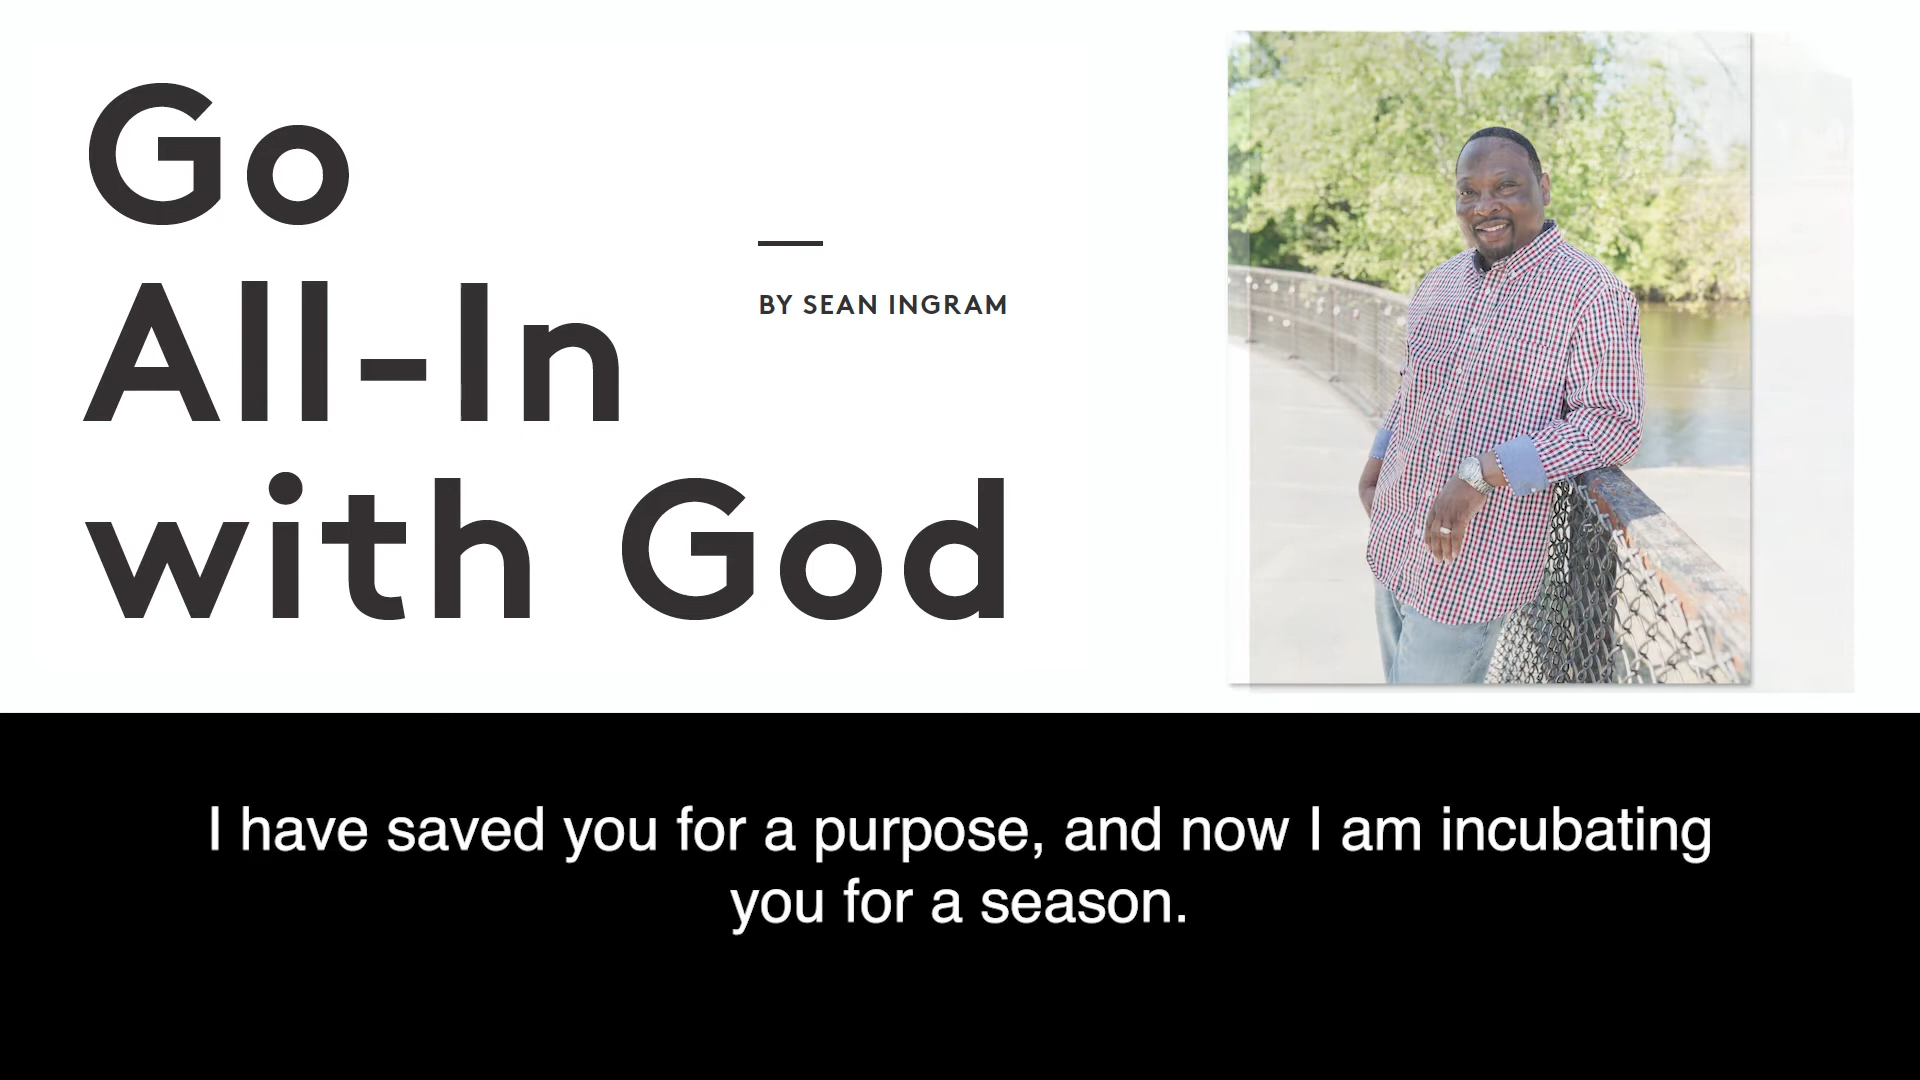 Go
All-In
with God
BY SEAN INGRAM
I have saved you for a purpose, and now I am incubating
you for a season.